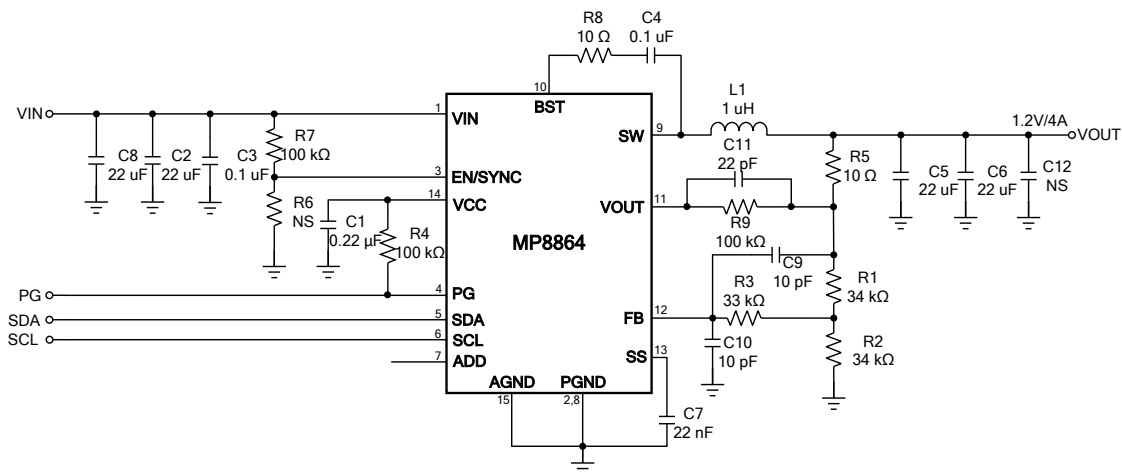 R8
10 Ω
C4
0.1 uF
10
BST
VIN
1
VIN
C8
22 uF
C2
22 uF
C3
0.1 uF
R7
100 kΩ
3
EN/SYNC
R6
NS
14
VCC
C1
0.22 µF
R4
100 kΩ
MP8864
PG
4
PG
SDA
5
SDA
SCL
6
SCL
7
ADD
AGND
15
PGND
2,8
SW
9
L1
1 uH
C11
22 pF
VOUT
11
R9
100 kΩ
R5
10 Ω
1.2V/4A
VOUT
C5
22 uF
C6
22 uF
C12
NS
C9
10 pF
R3
33 kΩ
R1
34 kΩ
FB
12
C10
10 pF
R2
34 kΩ
SS
13
C7
22 nF